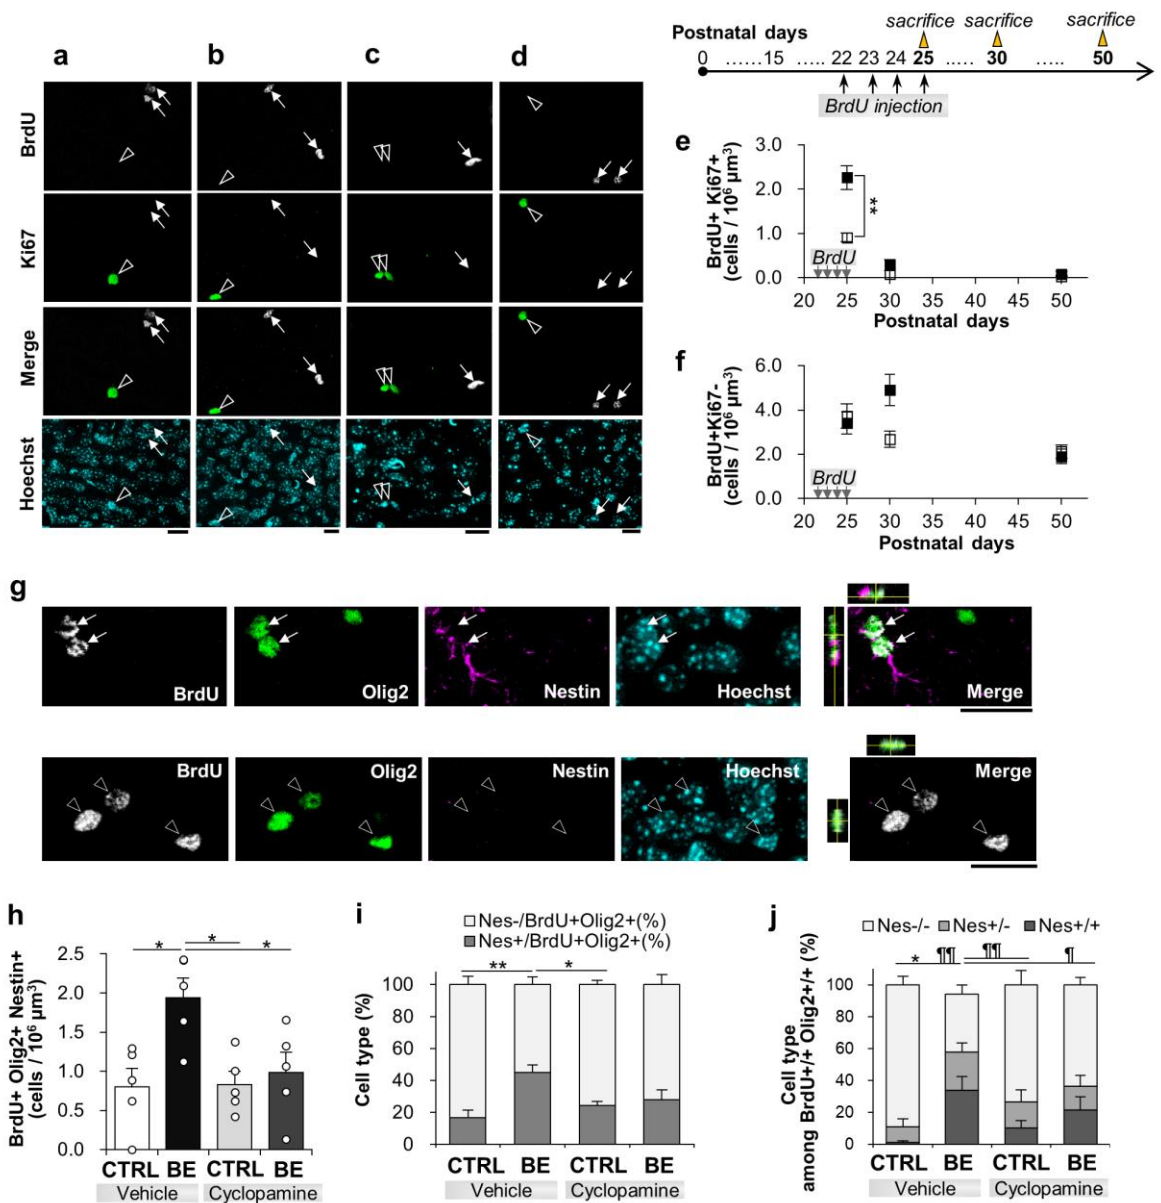 sacrifice sacrifice sacrifice
Postnatal days
0 ......15 ..... 22 23 24 25 ..... 30 ..... 50
BrdU injection
a b c d
BrdU
Ki67
Merge
Hoechst
e
BrdU+ Ki67+
(cells / 10⁶ µm³)
3.0
2.0
1.0
0.0
**
BrdU
20 25 30 35 40 45 50
Postnatal days
f
BrdU+Ki67-
(cells / 10⁶ µm³)
6.0
4.0
2.0
0.0
BrdU
20 25 30 35 40 45 50
Postnatal days
g
BrdU Olig2 Nestin Hoechst Merge
BrdU Olig2 Nestin Hoechst Merge
h
BrdU+ Olig2+ Nestin+
(cells / 10⁶ µm³)
2.5
2.0
1.5
1.0
0.5
0.0
* * *
CTRL BE CTRL BE
Vehicle Cyclopamine
i
Nes-/BrdU+Olig2+(%)
Nes+/BrdU+Olig2+(%)
Cell type (%)
100
80
60
40
20
0
** *
CTRL BE CTRL BE
Vehicle Cyclopamine
j
Nes-/- Nes+/- Nes+/+
Cell type
among BrdU+/+ Olig2+/+ (%)
100
80
60
40
20
0
* ¶¶ ¶¶ ¶
CTRL BE CTRL BE
Vehicle Cyclopamine